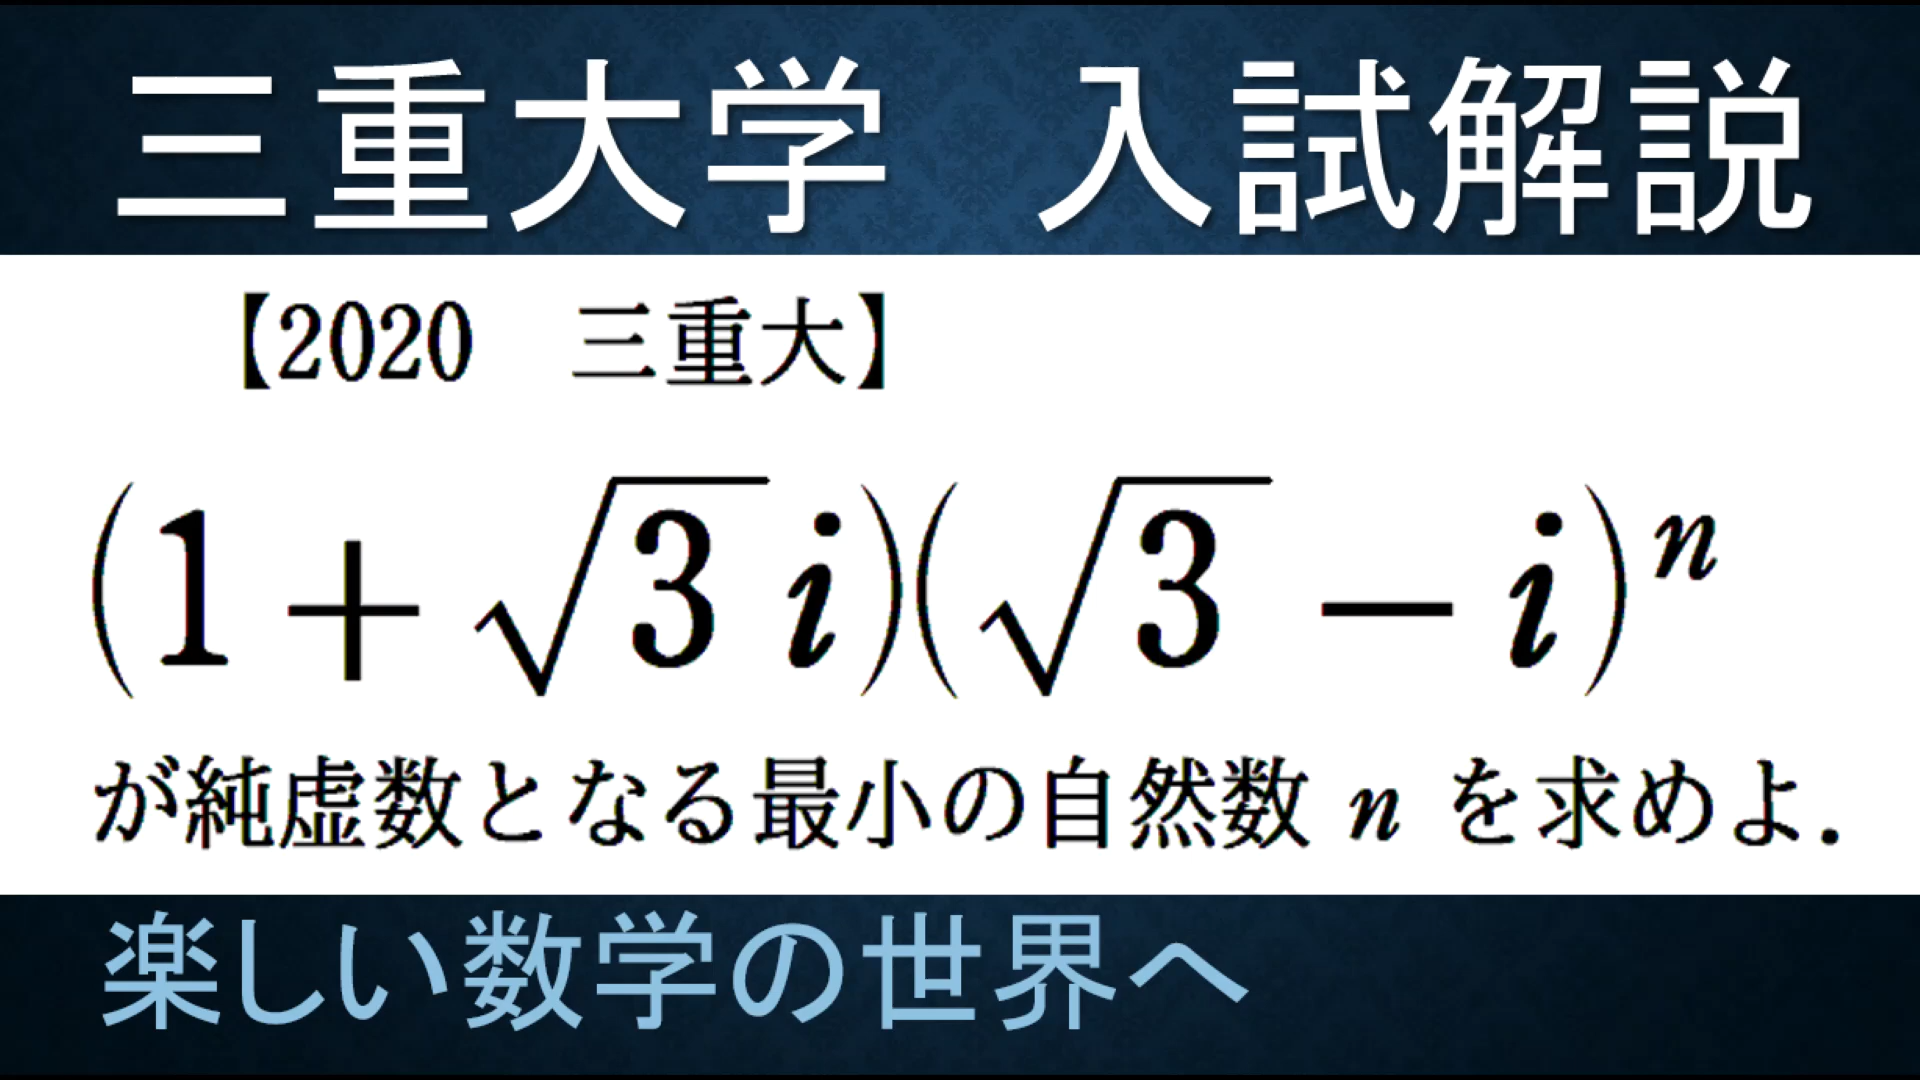 三重大学　入試解説
【2020　三重大】
(1+√3 i)(√3−i)ⁿ
が純虚数となる最小の自然数 n を求めよ.
楽しい数学の世界へ